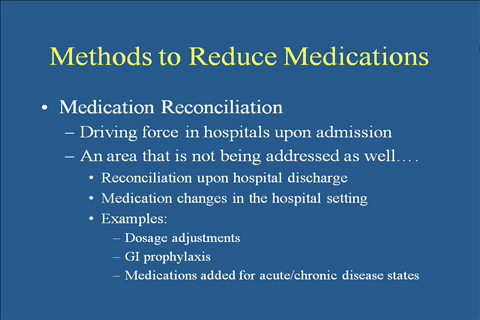 Methods to Reduce Medications
• Medication Reconciliation
– Driving force in hospitals upon admission
– An area that is not being addressed as well….
• Reconciliation upon hospital discharge
• Medication changes in the hospital setting
• Examples:
– Dosage adjustments
– GI prophylaxis
– Medications added for acute/chronic disease states